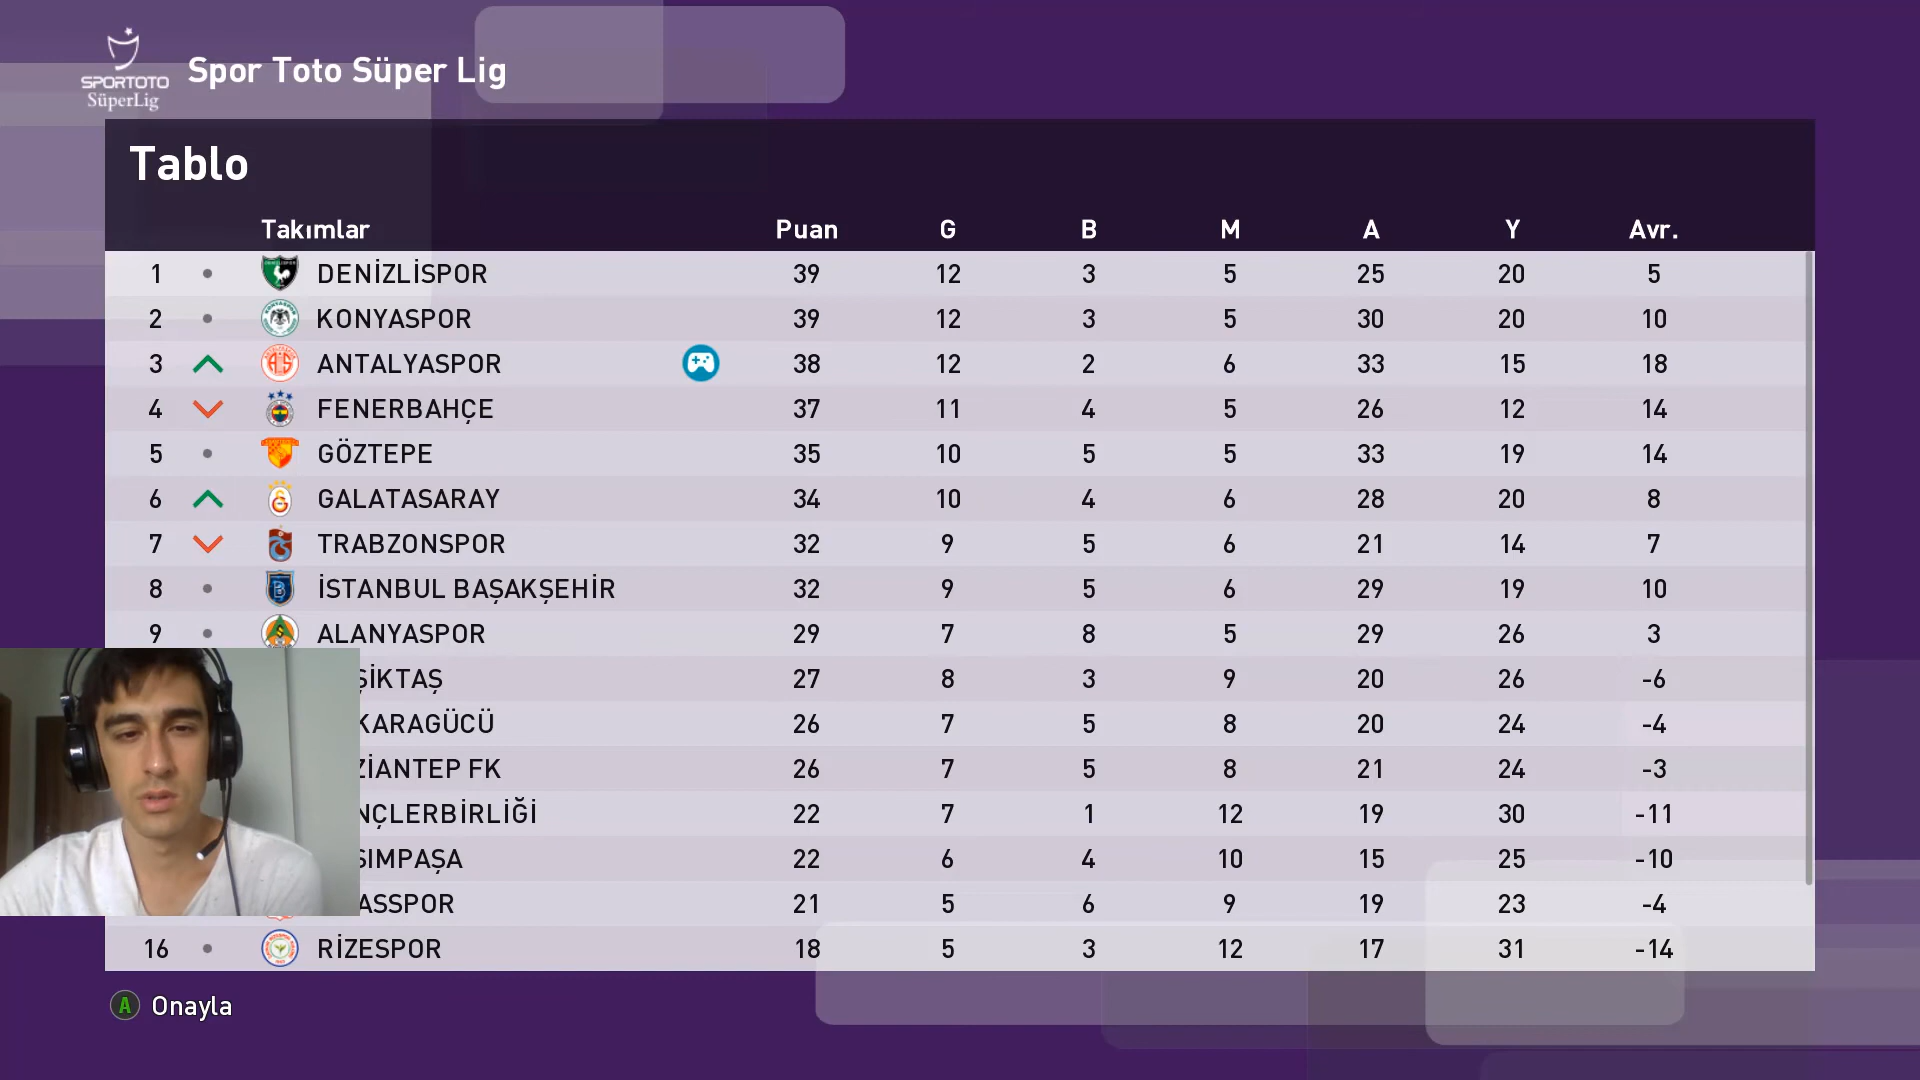 SPORTOTO
SüperLig
Spor Toto Süper Lig
Tablo
Takımlar Puan G B M A Y Avr.
1 DENİZLİSPOR 39 12 3 5 25 20 5
2 KONYASPOR 39 12 3 5 30 20 10
3 ANTALYASPOR 38 12 2 6 33 15 18
4 FENERBAHÇE 37 11 4 5 26 12 14
5 GÖZTEPE 35 10 5 5 33 19 14
6 GALATASARAY 34 10 4 6 28 20 8
7 TRABZONSPOR 32 9 5 6 21 14 7
8 İSTANBUL BAŞAKŞEHİR 32 9 5 6 29 19 10
9 ALANYASPOR 29 7 8 5 29 26 3
ŞİKTAŞ 27 8 3 9 20 26 -6
KARAGÜCÜ 26 7 5 8 20 24 -4
ZİANTEP FK 26 7 5 8 21 24 -3
NÇLERBİRLİĞİ 22 7 1 12 19 30 -11
SIMPAŞA 22 6 4 10 15 25 -10
ASSPOR 21 5 6 9 19 23 -4
16 RİZESPOR 18 5 3 12 17 31 -14
A Onayla